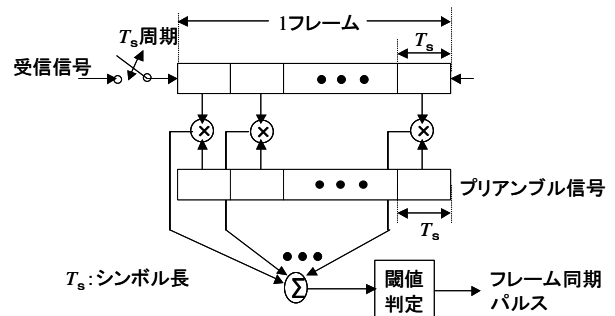 1フレーム
Ts周期
Ts
受信信号
× × ×
プリアンブル信号
Ts
Ts:シンボル長
Σ
閾値
判定
フレーム同期
パルス